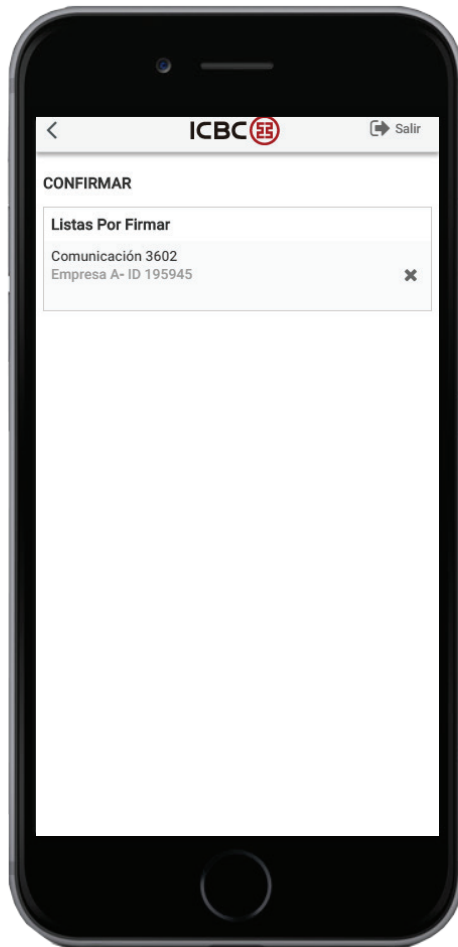 ICBC
Salir
CONFIRMAR
Listas Por Firmar
Comunicación 3602
Empresa A- ID 195945